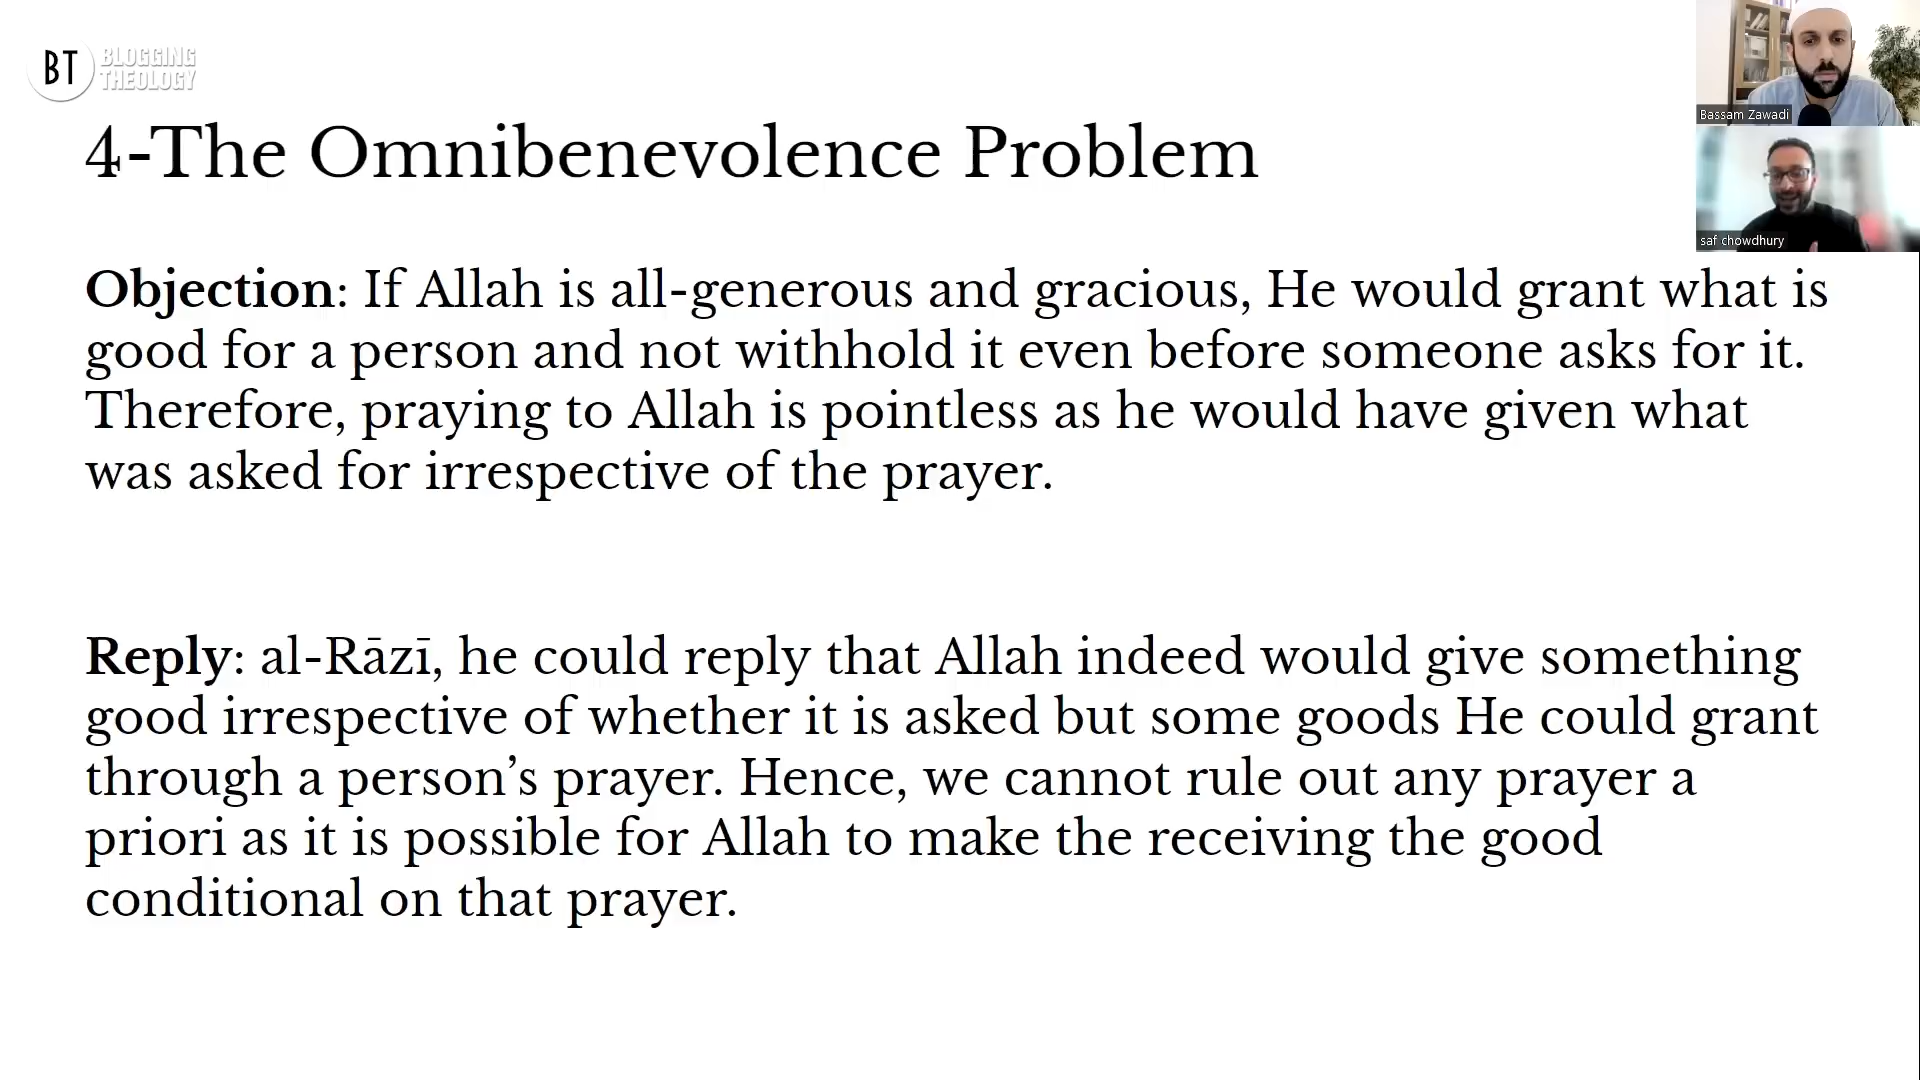 BT BLOGGING
THEOLOGY
Bassam Zawadi
saf chowdhury
4-The Omnibenevolence Problem
Objection: If Allah is all-generous and gracious, He would grant what is
good for a person and not withhold it even before someone asks for it.
Therefore, praying to Allah is pointless as he would have given what
was asked for irrespective of the prayer.
Reply: al-Rāzī, he could reply that Allah indeed would give something
good irrespective of whether it is asked but some goods He could grant
through a person’s prayer. Hence, we cannot rule out any prayer a
priori as it is possible for Allah to make the receiving the good
conditional on that prayer.